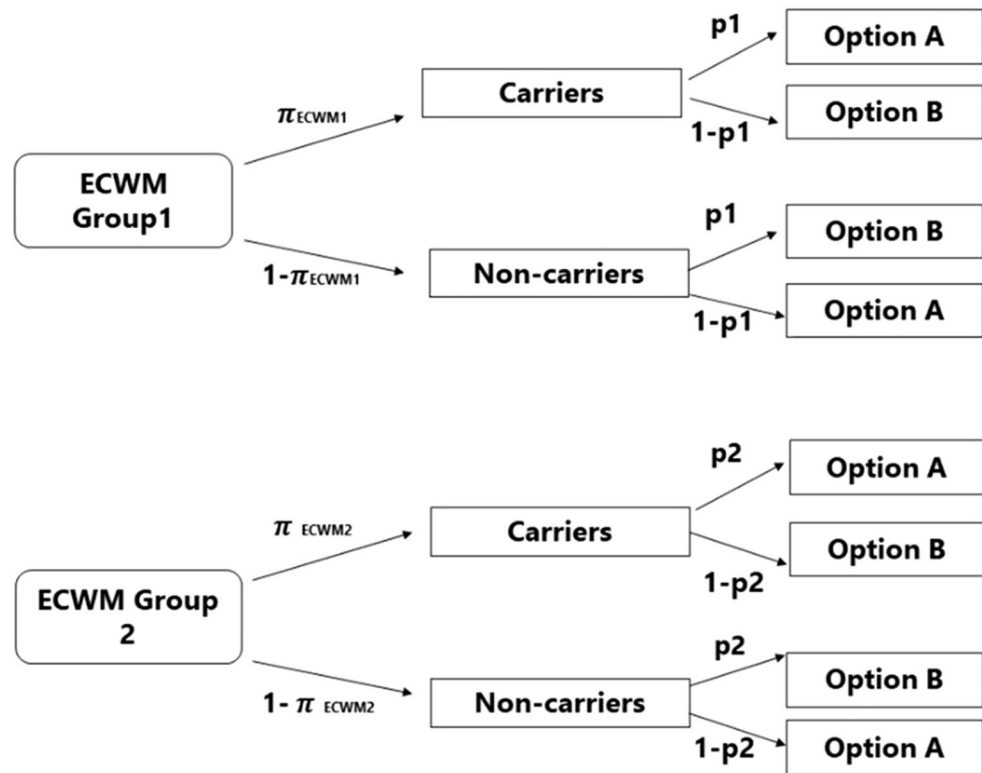 p1
Option A
Carriers
πECWM1
Option B
1-p1
ECWM
Group1
p1
Option B
Non-carriers
1-πECWM1
Option A
1-p1
p2
Option A
Carriers
π ECWM2
Option B
1-p2
ECWM Group
2
p2
Option B
Non-carriers
1- π ECWM2
Option A
1-p2